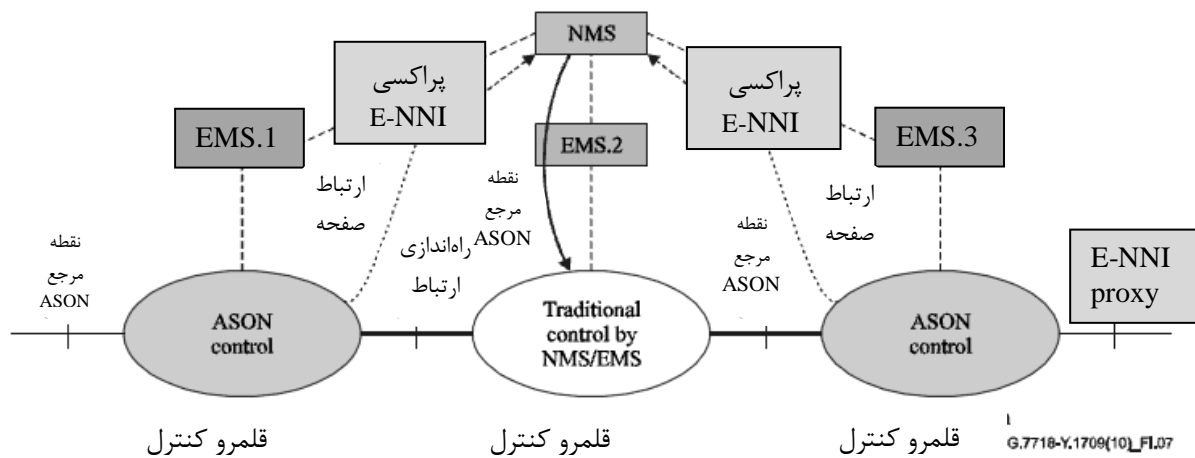 NMS
پراکسی
E-NNI
پراکسی
E-NNI
EMS.1
EMS.2
EMS.3
ارتباط
صفحه
نقطه
مرجع
ASON
راه‌اندازی
ارتباط
ارتباط
صفحه
نقطه
مرجع
ASON
نقطه
مرجع
ASON
E-NNI
proxy
ASON
control
Traditional
control by
NMS/EMS
ASON
control
قلمرو کنترل
قلمرو کنترل
قلمرو کنترل
G.7718-Y.1709(10)_FI.07